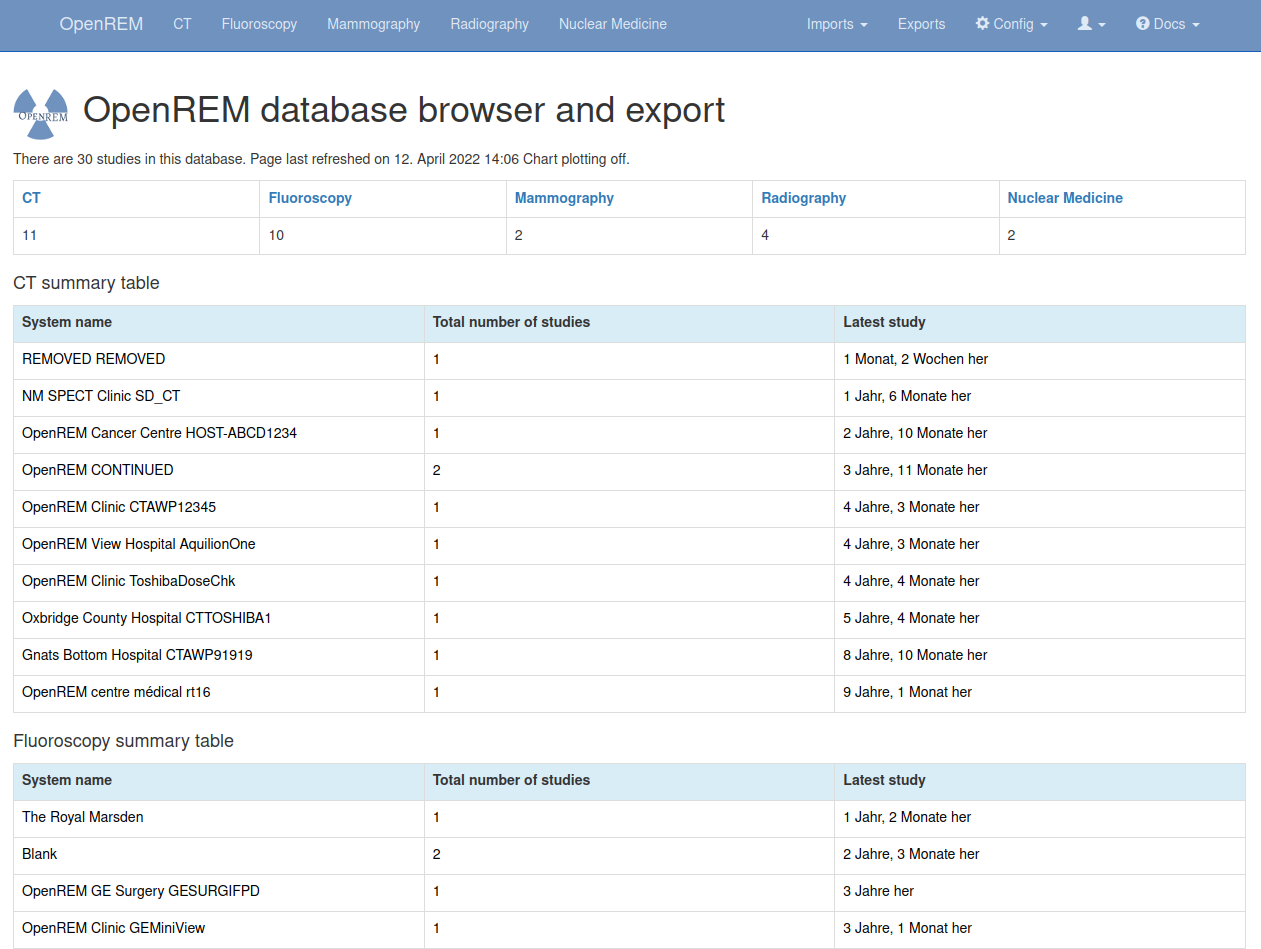 OpenREM CT Fluoroscopy Mammography Radiography Nuclear Medicine Imports Exports Config Docs
OPENREM
OpenREM database browser and export
There are 30 studies in this database. Page last refreshed on 12. April 2022 14:06 Chart plotting off.
CT Fluoroscopy Mammography Radiography Nuclear Medicine
11 10 2 4 2
CT summary table
System name Total number of studies Latest study
REMOVED REMOVED 1 1 Monat, 2 Wochen her
NM SPECT Clinic SD_CT 1 1 Jahr, 6 Monate her
OpenREM Cancer Centre HOST-ABCD1234 1 2 Jahre, 10 Monate her
OpenREM CONTINUED 2 3 Jahre, 11 Monate her
OpenREM Clinic CTAWP12345 1 4 Jahre, 3 Monate her
OpenREM View Hospital AquilionOne 1 4 Jahre, 3 Monate her
OpenREM Clinic ToshibaDoseChk 1 4 Jahre, 4 Monate her
Oxbridge County Hospital CTTOSHIBA1 1 5 Jahre, 4 Monate her
Gnats Bottom Hospital CTAWP91919 1 8 Jahre, 10 Monate her
OpenREM centre médical rt16 1 9 Jahre, 1 Monat her
Fluoroscopy summary table
System name Total number of studies Latest study
The Royal Marsden 1 1 Jahr, 2 Monate her
Blank 2 2 Jahre, 3 Monate her
OpenREM GE Surgery GESURGIFPD 1 3 Jahre her
OpenREM Clinic GEMiniView 1 3 Jahre, 1 Monat her